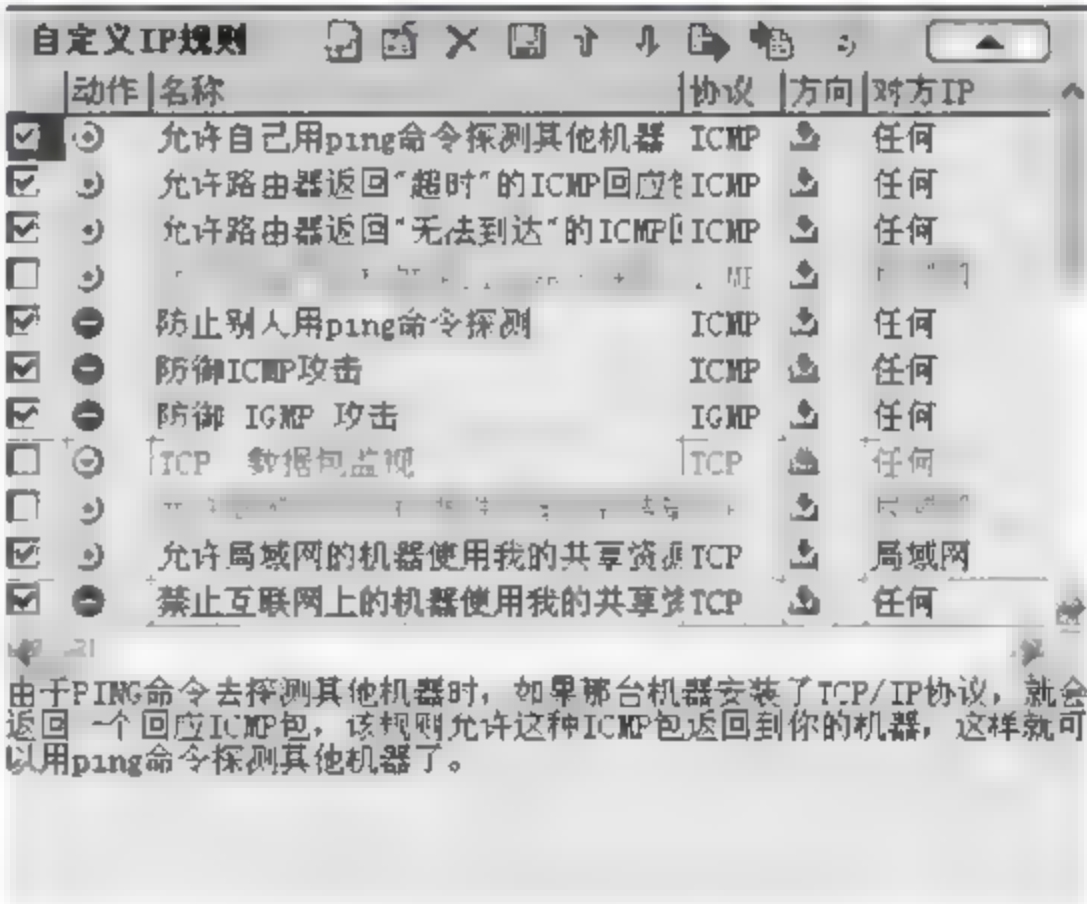 自定义IP规则
动作 名称 协议 方向 对方IP
允许自己用ping命令探测其他机器 ICMP 任何
允许路由器返回"超时"的ICMP回应 ICMP 任何
允许路由器返回"无法到达"的ICMP ICMP 任何
防止别人用ping命令探测 ICMP 任何
防御ICMP攻击 ICMP 任何
防御 IGMP 攻击 IGMP 任何
TCP 数据包监视 TCP 任何
允许局域网的机器使用我的共享资源 TCP 局域网
禁止互联网上的机器使用我的共享资 TCP 任何
由于PING命令去探测其他机器时，如果那台机器安装了TCP/IP协议，就会
返回一个回应ICMP包，该规则允许这种ICMP包返回到你的机器，这样就可
以用ping命令探测其他机器了。